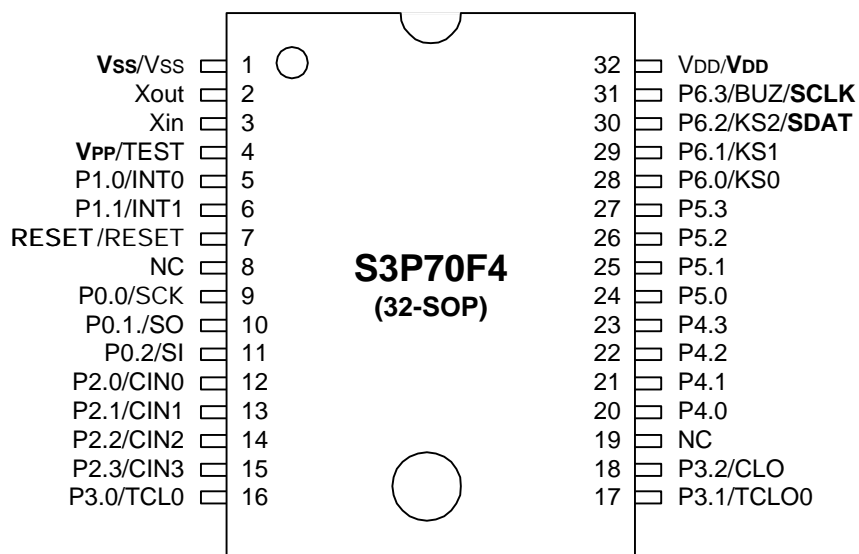 Vss/Vss 1 32 VDD/VDD
Xout 2 31 P6.3/BUZ/SCLK
Xin 3 30 P6.2/KS2/SDAT
VPP/TEST 4 29 P6.1/KS1
P1.0/INT0 5 28 P6.0/KS0
P1.1/INT1 6 27 P5.3
RESET/RESET 7 26 P5.2
NC 8 25 P5.1
S3P70F4
P0.0/SCK 9 24 P5.0
(32-SOP)
P0.1./SO 10 23 P4.3
P0.2/SI 11 22 P4.2
P2.0/CIN0 12 21 P4.1
P2.1/CIN1 13 20 P4.0
P2.2/CIN2 14 19 NC
P2.3/CIN3 15 18 P3.2/CLO
P3.0/TCL0 16 17 P3.1/TCLO0